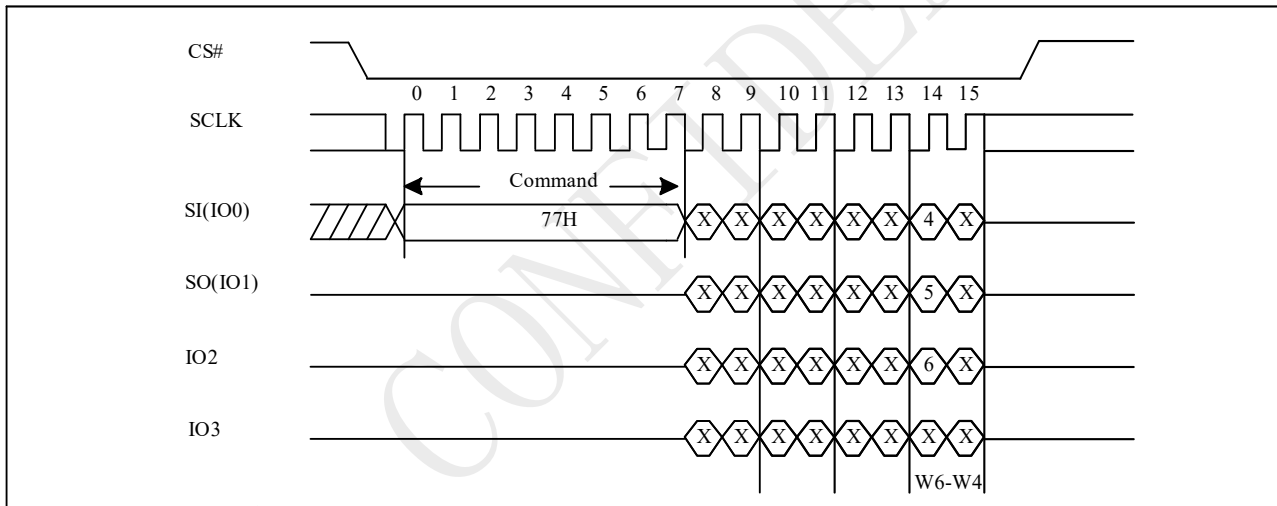 CS#
0 1 2 3 4 5 6 7 8 9 10 11 12 13 14 15
SCLK
Command
SI(IO0) 77H X X X X X X 4 X
SO(IO1) X X X X X X 5 X
IO2 X X X X X X 6 X
IO3 X X X X X X X X
W6-W4